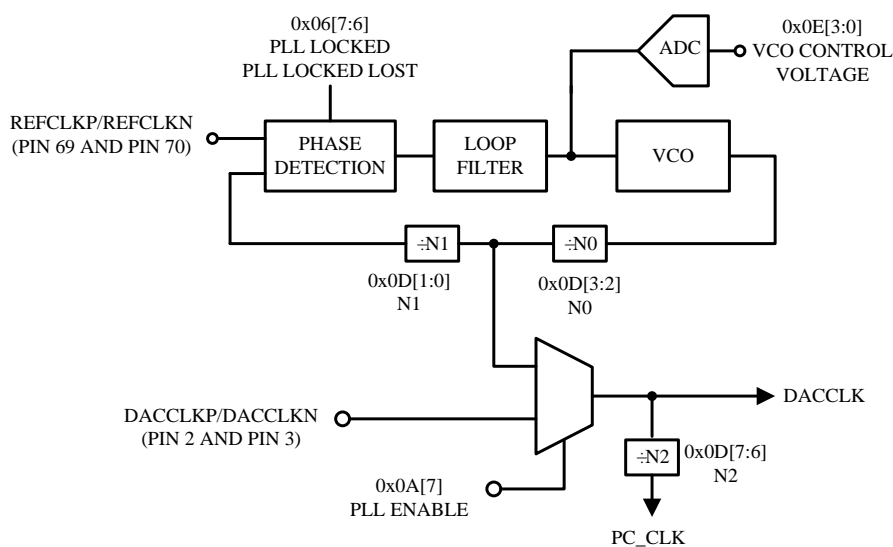 0x06[7:6]
PLL LOCKED
PLL LOCKED LOST
0x0E[3:0]
VCO CONTROL
VOLTAGE
ADC
REFCLKP/REFCLKN
(PIN 69 AND PIN 70)
PHASE
DETECTION
LOOP
FILTER
VCO
÷N1
÷N0
0x0D[1:0]
N1
0x0D[3:2]
N0
DACCLK
DACCLKP/DACCLKN
(PIN 2 AND PIN 3)
÷N2
0x0D[7:6]
N2
0x0A[7]
PLL ENABLE
PC_CLK